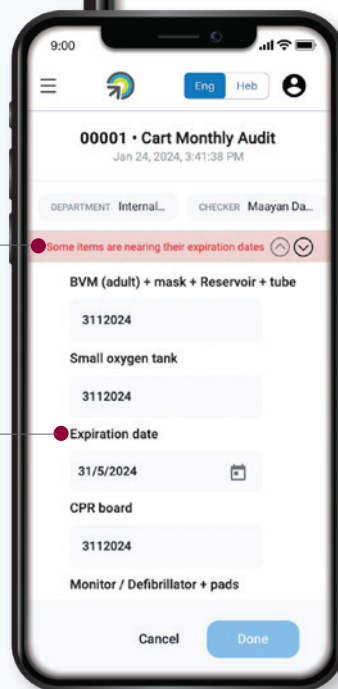 9:00
Eng Heb
00001 • Cart Monthly Audit
Jan 24, 2024, 3:41:38 PM
DEPARTMENT Internal... CHECKER Maayan Da...
Some items are nearing their expiration dates
BVM (adult) + mask + Reservoir + tube
3112024
Small oxygen tank
3112024
Expiration date
31/5/2024
CPR board
3112024
Monitor / Defibrillator + pads
Cancel Done